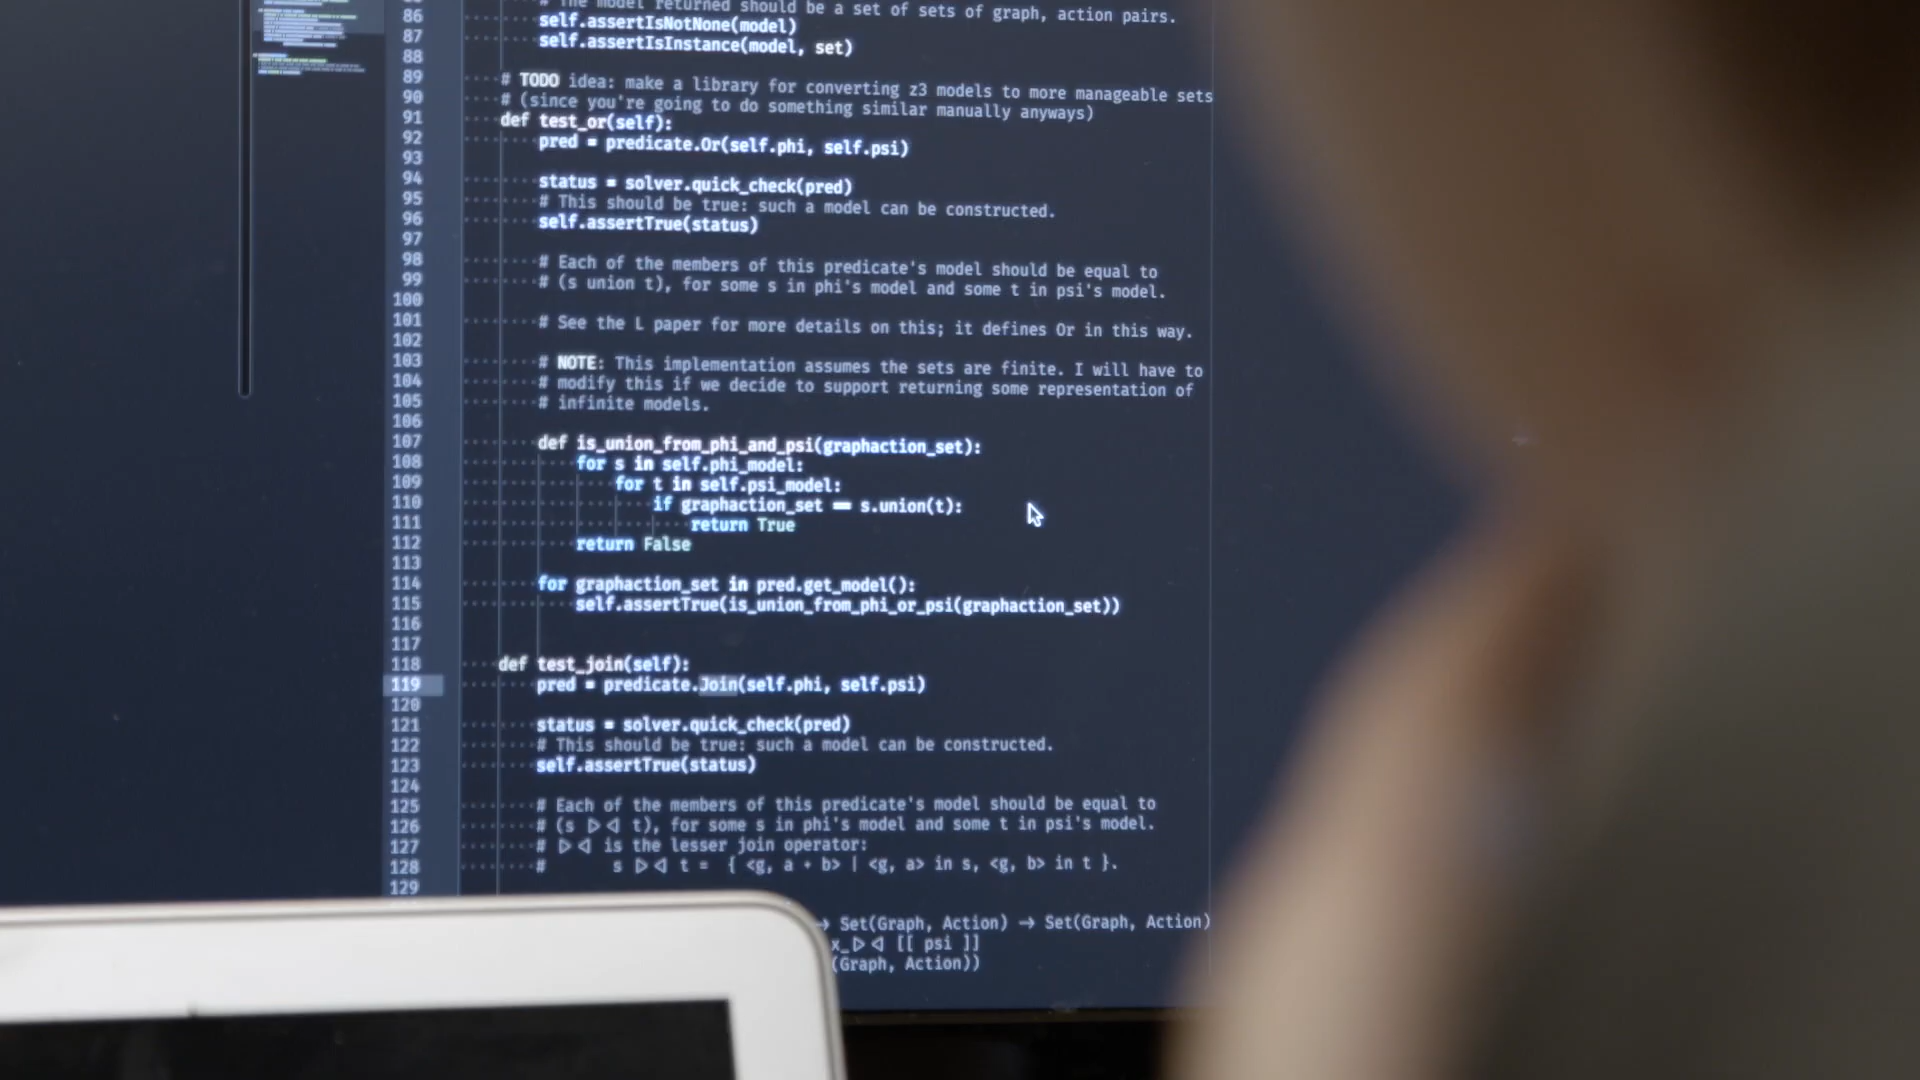 # The model returned should be a set of sets of graph, action pairs.
86 self.assertIsNotNone(model)
87 self.assertIsInstance(model, set)
88
89 # TODO idea: make a library for converting z3 models to more manageable sets
90 # (since you're going to do something similar manually anyways)
91 def test_or(self):
92 pred = predicate.Or(self.phi, self.psi)
93
94 status = solver.quick_check(pred)
95 # This should be true: such a model can be constructed.
96 self.assertTrue(status)
97
98 # Each of the members of this predicate's model should be equal to
99 # (s union t), for some s in phi's model and some t in psi's model.
100
101 # See the L paper for more details on this; it defines Or in this way.
102
103 # NOTE: This implementation assumes the sets are finite. I will have to
104 # modify this if we decide to support returning some representation of
105 # infinite models.
106
107 def is_union_from_phi_and_psi(graphaction_set):
108 for s in self.phi_model:
109 for t in self.psi_model:
110 if graphaction_set == s.union(t):
111 return True
112 return False
113
114 for graphaction_set in pred.get_model():
115 self.assertTrue(is_union_from_phi_or_psi(graphaction_set))
116
117
118 def test_join(self):
119 pred = predicate.Join(self.phi, self.psi)
120
121 status = solver.quick_check(pred)
122 # This should be true: such a model can be constructed.
123 self.assertTrue(status)
124
125 # Each of the members of this predicate's model should be equal to
126 # (s ▷◁ t), for some s in phi's model and some t in psi's model.
127 # ▷◁ is the lesser join operator:
128 # s ▷◁ t = { <g, a + b> | <g, a> in s, <g, b> in t }.
129
→ Set(Graph, Action) → Set(Graph, Action)
x_▷◁ [[ psi ]]
(Graph, Action))